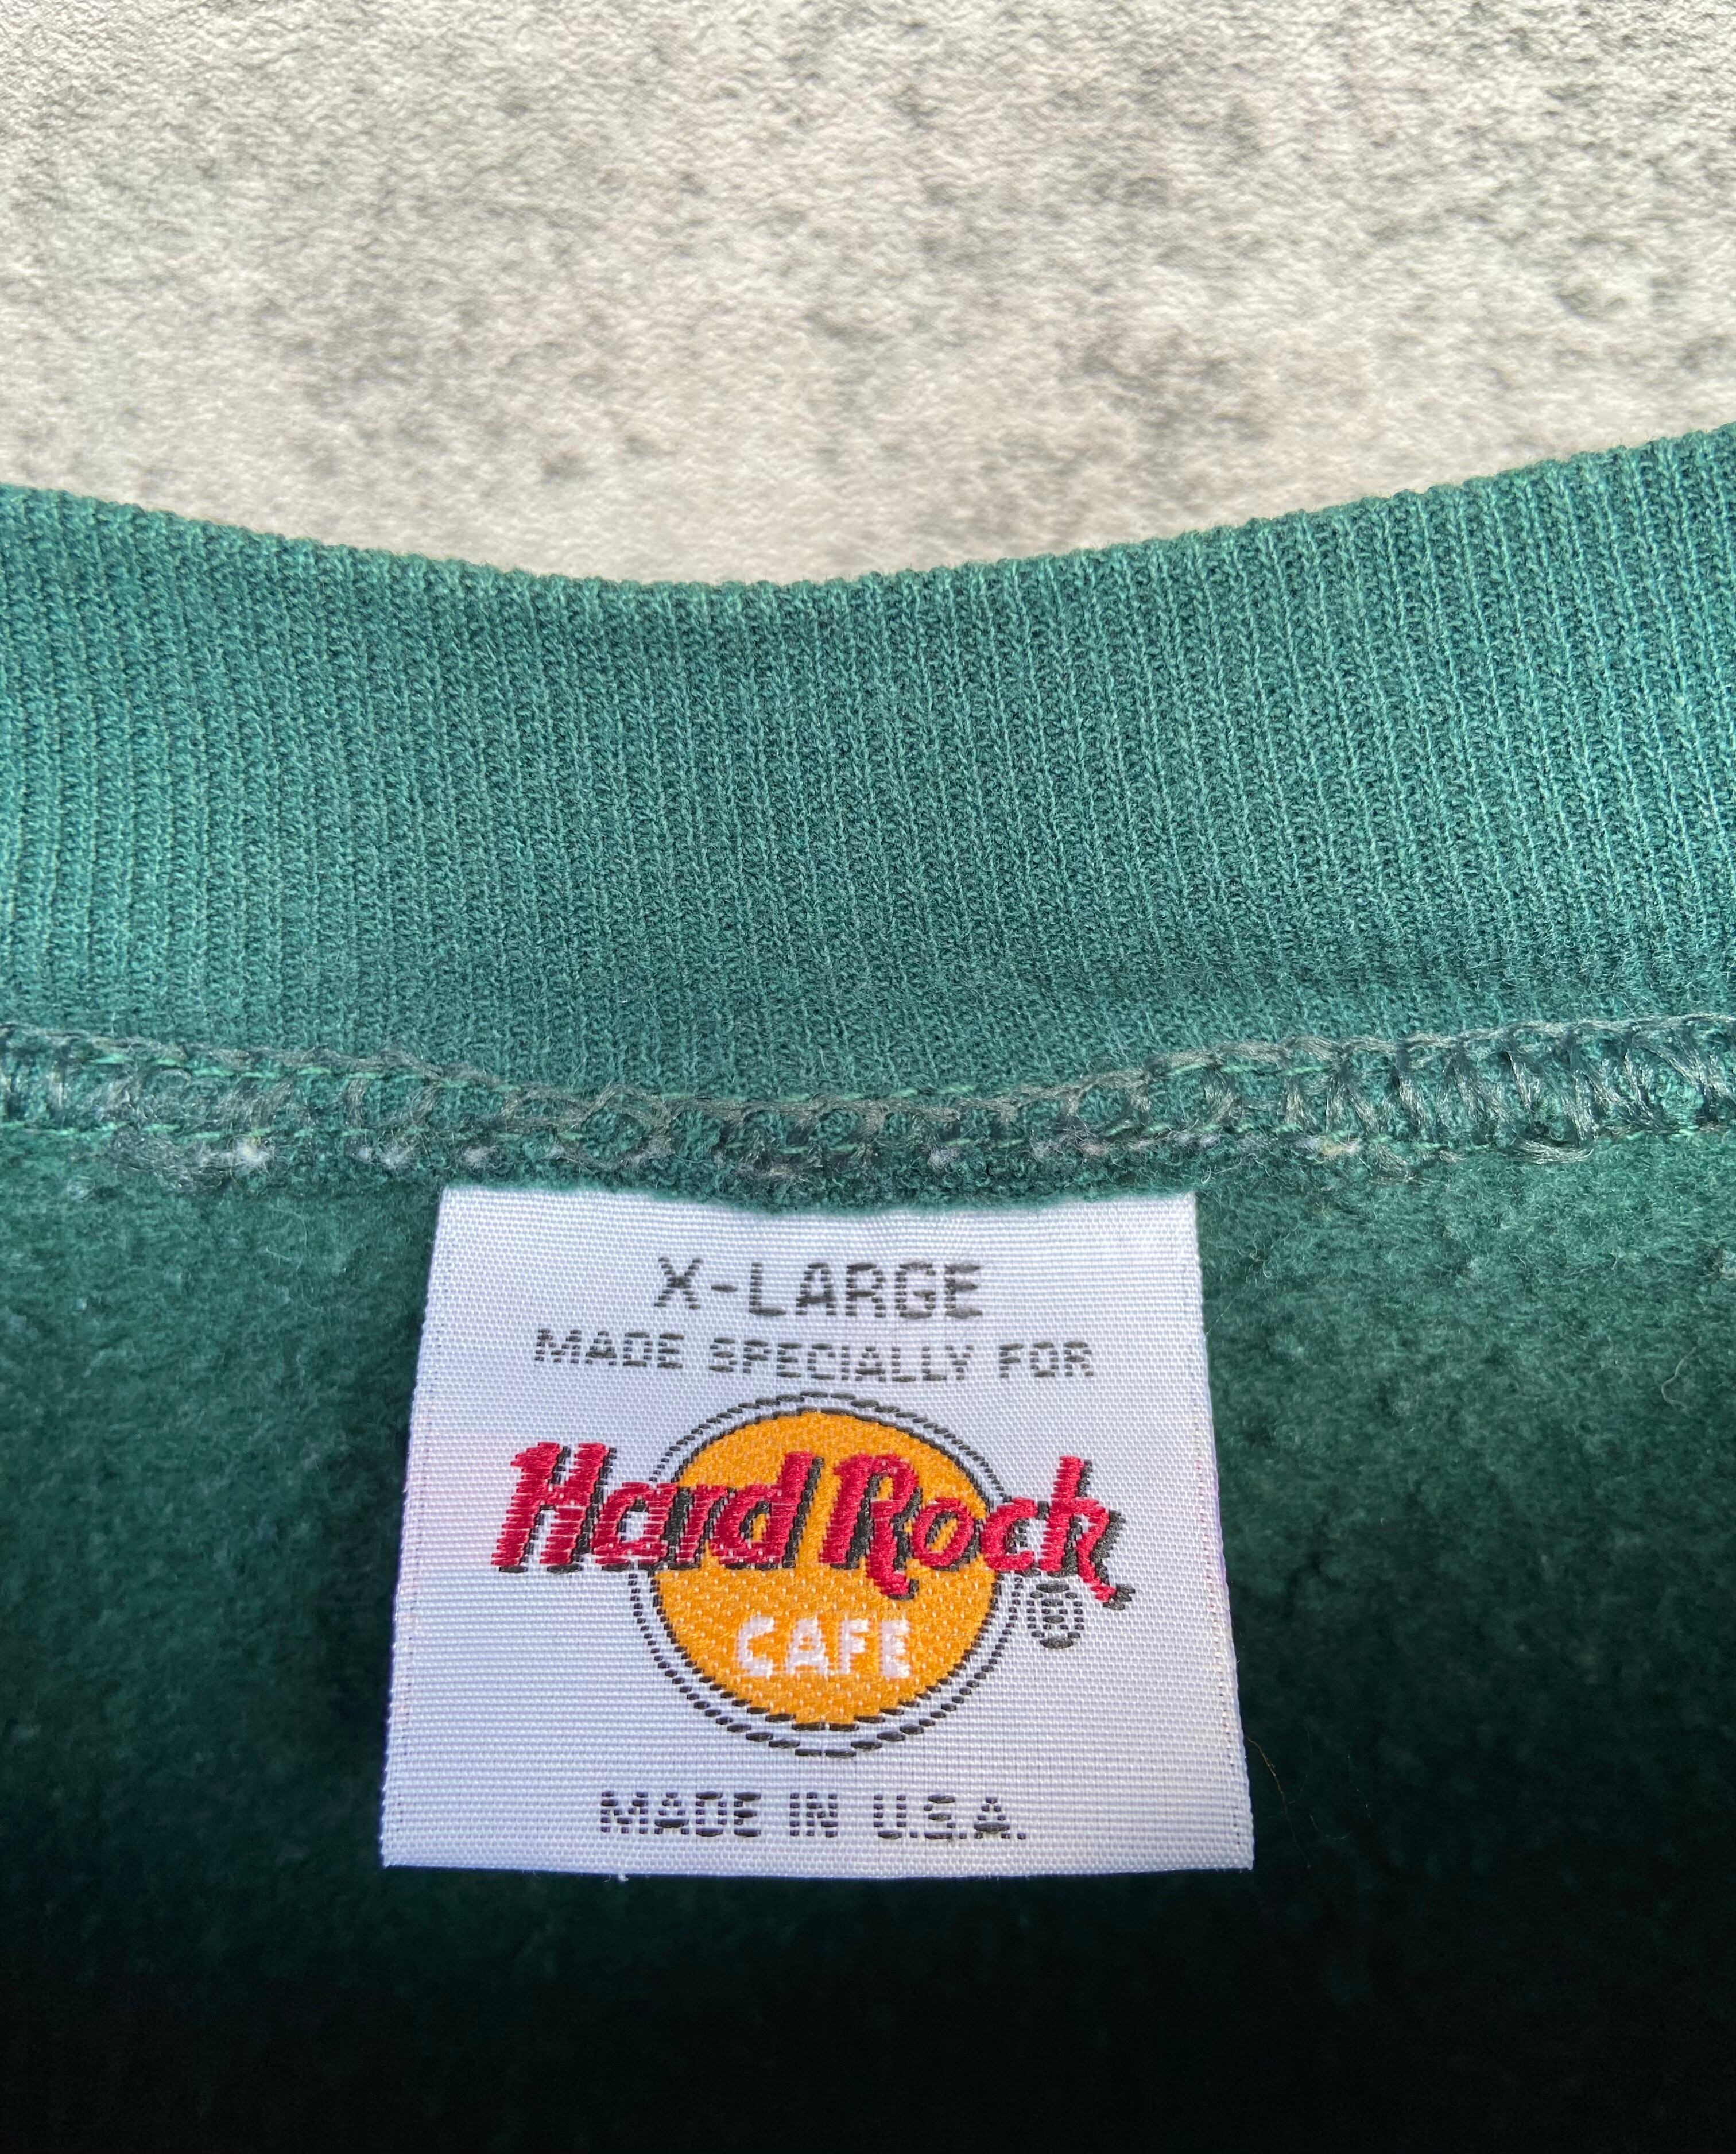 X-LARGE
MADE SPECIALLY FOR
Hard Rock
CAFE
®
MADE IN U.S.A.